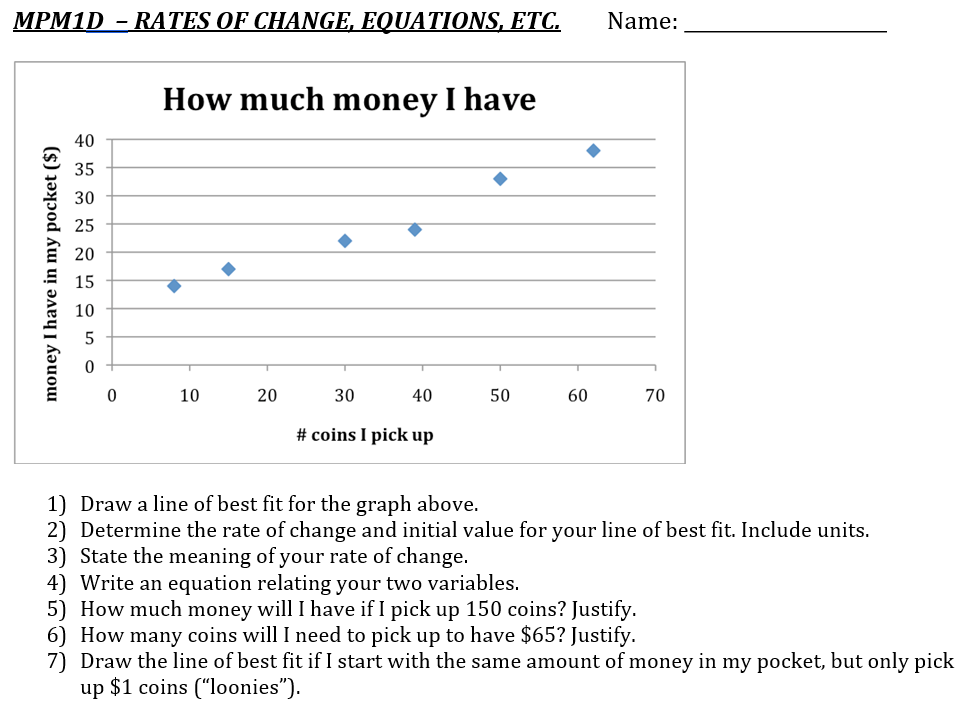 MPM1D – RATES OF CHANGE, EQUATIONS, ETC. Name: ____________________
How much money I have
money I have in my pocket ($)
40
35
30
25
20
15
10
5
0
0 10 20 30 40 50 60 70
# coins I pick up
1) Draw a line of best fit for the graph above.
2) Determine the rate of change and initial value for your line of best fit. Include units.
3) State the meaning of your rate of change.
4) Write an equation relating your two variables.
5) How much money will I have if I pick up 150 coins? Justify.
6) How many coins will I need to pick up to have $65? Justify.
7) Draw the line of best fit if I start with the same amount of money in my pocket, but only pick
up $1 coins (“loonies”).